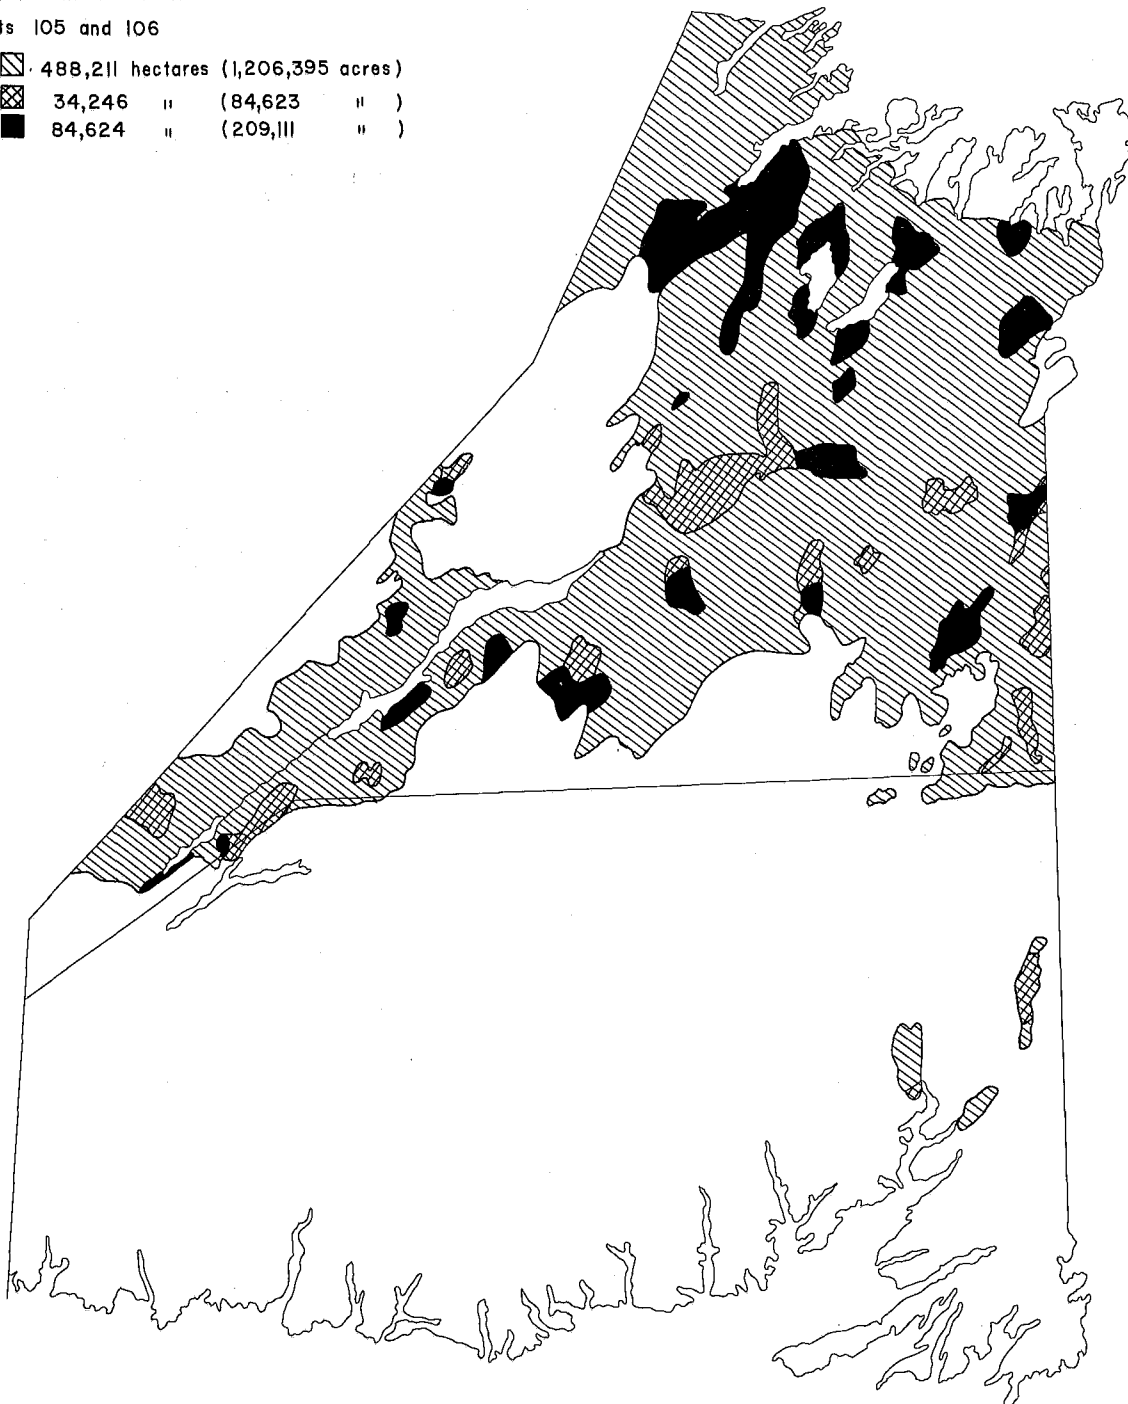 ts 105 and 106
488,211 hectares (1,206,395 acres)
34,246 " (84,623 " )
84,624 " (209,111 " )